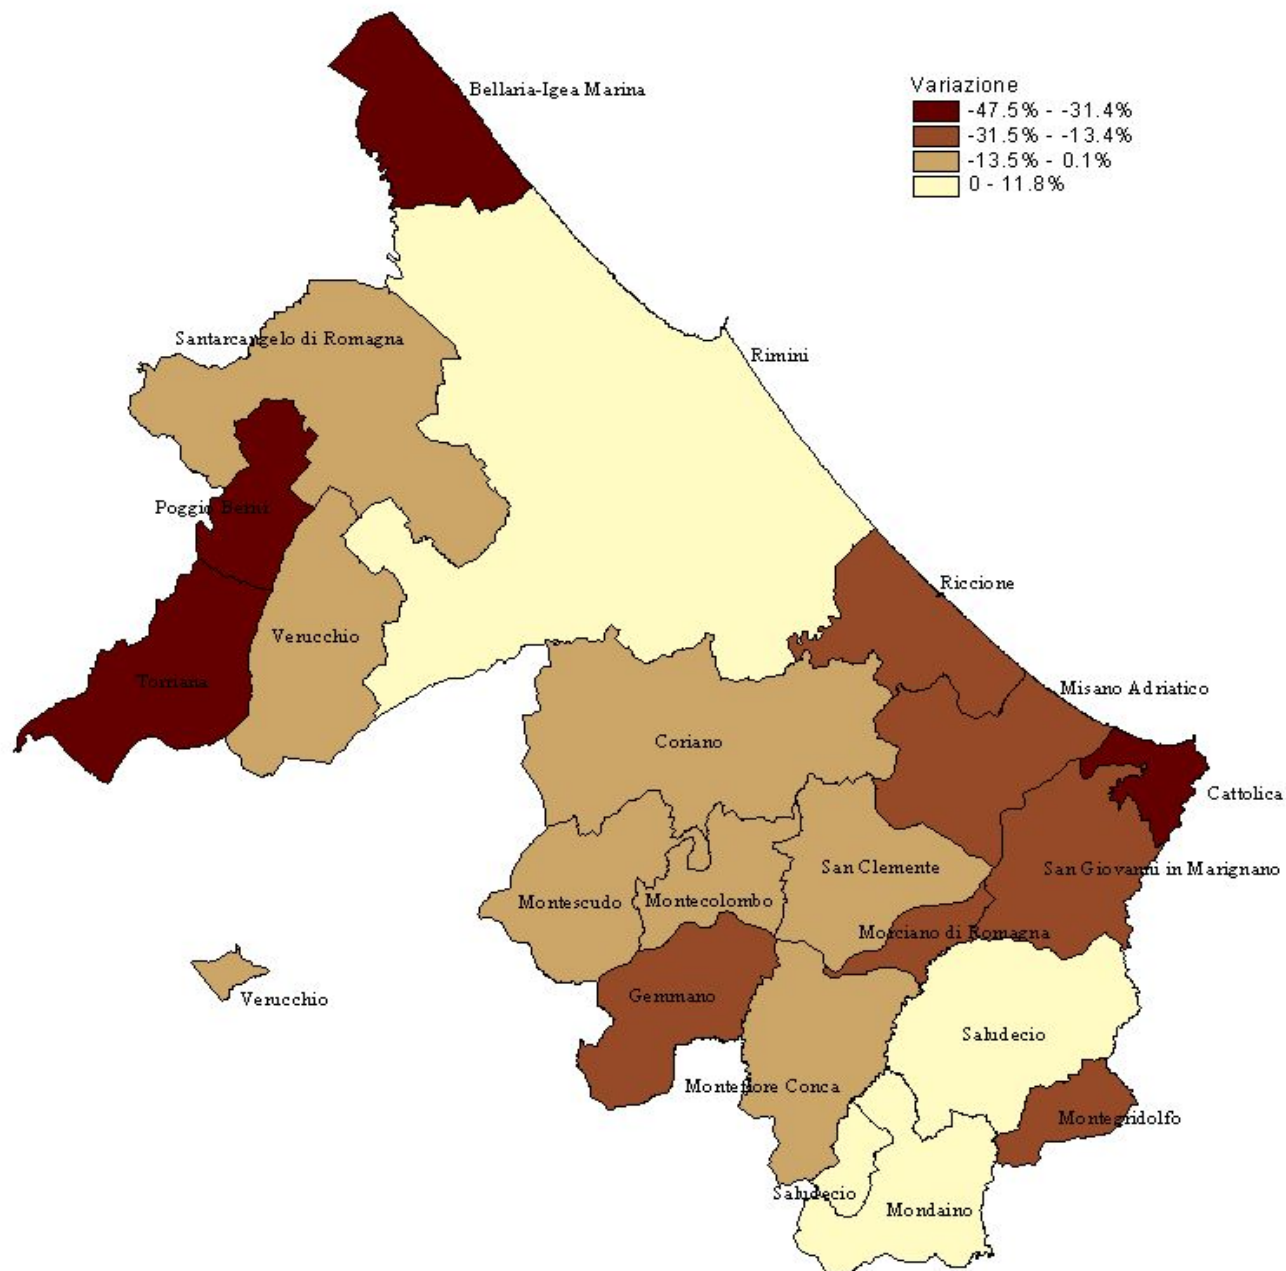 Bellaria-Igea Marina
Variazione
-47.5% - -31.4%
-31.5% - -13.4%
-13.5% - 0.1%
0 - 11.8%
Santarcangelo di Romagna
Rimini
Poggio Berni
Riccione
Verucchio
Torriana
Misano Adriatico
Coriano
Cattolica
San Clemente
San Giovanni in Marignano
Montescudo
Montecolombo
Morciano di Romagna
Verucchio
Gemmano
Saludecio
Montefiore Conca
Montegridolfo
Saludecio
Mondaino